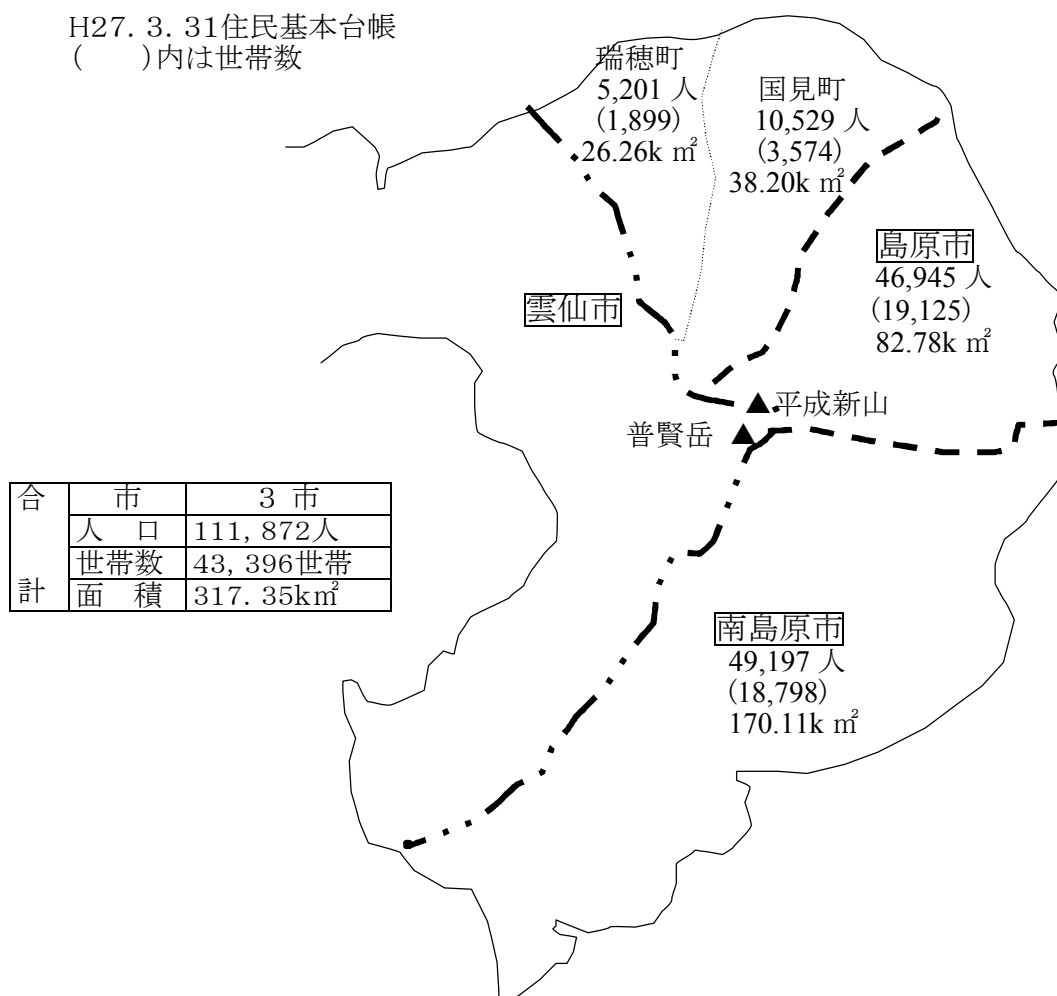 H27.3.31住民基本台帳
(　　)内は世帯数
瑞穂町
5,201 人
(1,899)
26.26k ㎡
国見町
10,529 人
(3,574)
38.20k ㎡
島原市
46,945 人
(19,125)
82.78k ㎡
雲仙市
▲平成新山
普賢岳▲
合計 市 3 市
人 口 111,872人
世帯数 43,396世帯
面 積 317.35k㎡
南島原市
49,197 人
(18,798)
170.11k ㎡